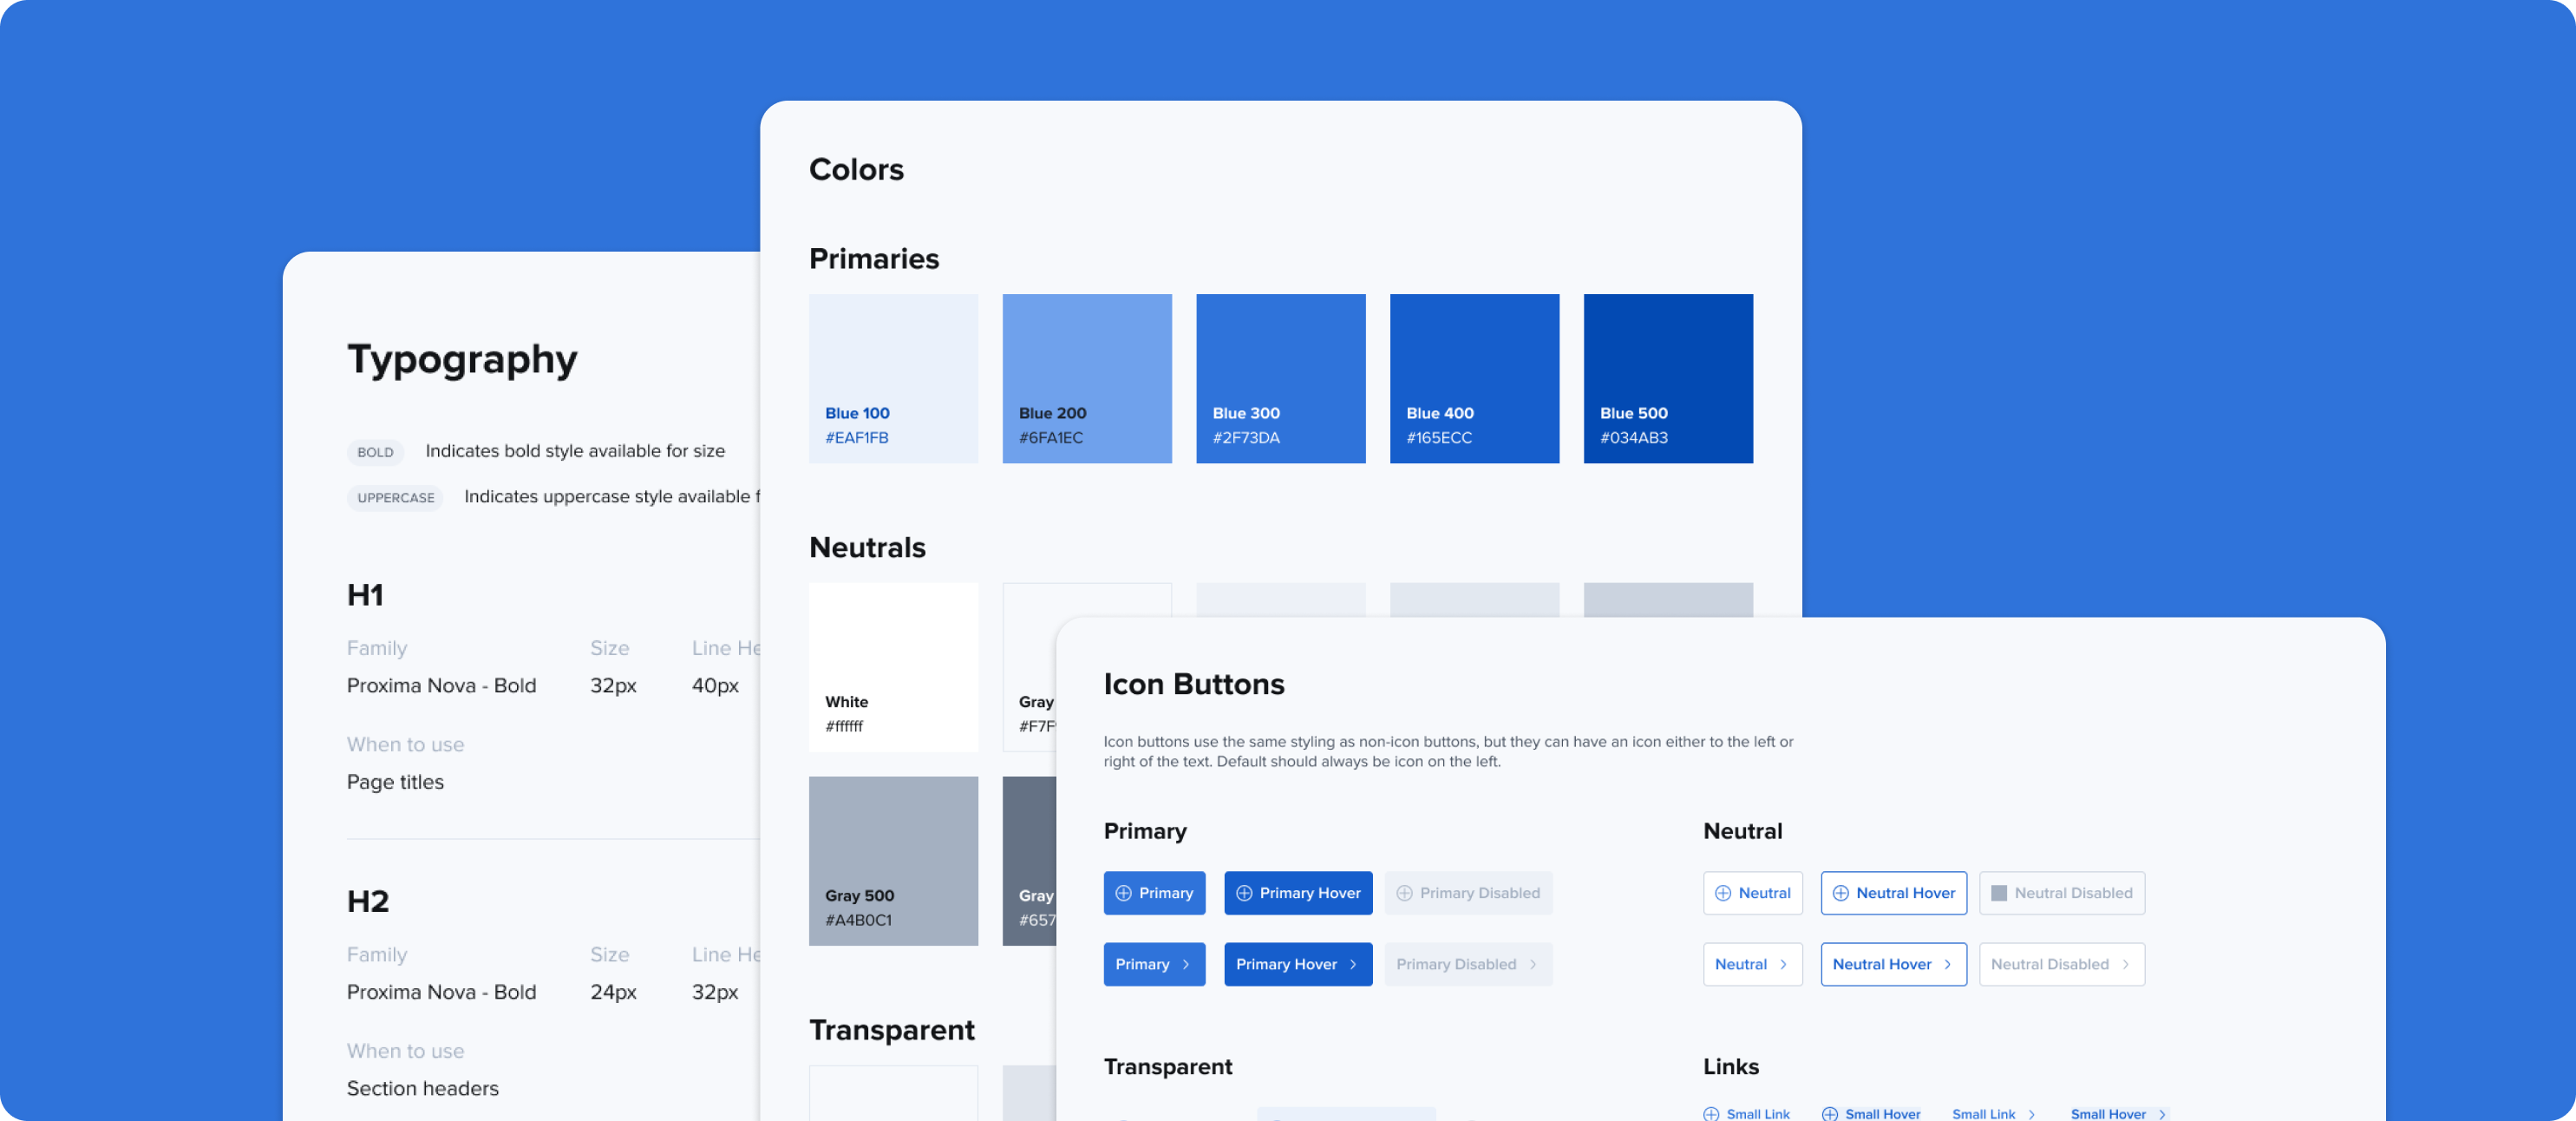 Typography
BOLD Indicates bold style available for size
UPPERCASE Indicates uppercase style available f
H1
Family Size Line He
Proxima Nova - Bold 32px 40px
When to use
Page titles
H2
Family Size Line He
Proxima Nova - Bold 24px 32px
When to use
Section headers
Colors
Primaries
Blue 100
#EAF1FB
Blue 200
#6FA1EC
Blue 300
#2F73DA
Blue 400
#165ECC
Blue 500
#034AB3
Neutrals
White
#ffffff
Gray
#F7F
Gray 500
#A4B0C1
Gray
#657
Transparent
Icon Buttons
Icon buttons use the same styling as non-icon buttons, but they can have an icon either to the left or
right of the text. Default should always be icon on the left.
Primary
Primary Primary Hover Primary Disabled
Primary Primary Hover Primary Disabled
Neutral
Neutral Neutral Hover Neutral Disabled
Neutral Neutral Hover Neutral Disabled
Transparent
Links
Small Link Small Hover Small Link Small Hover